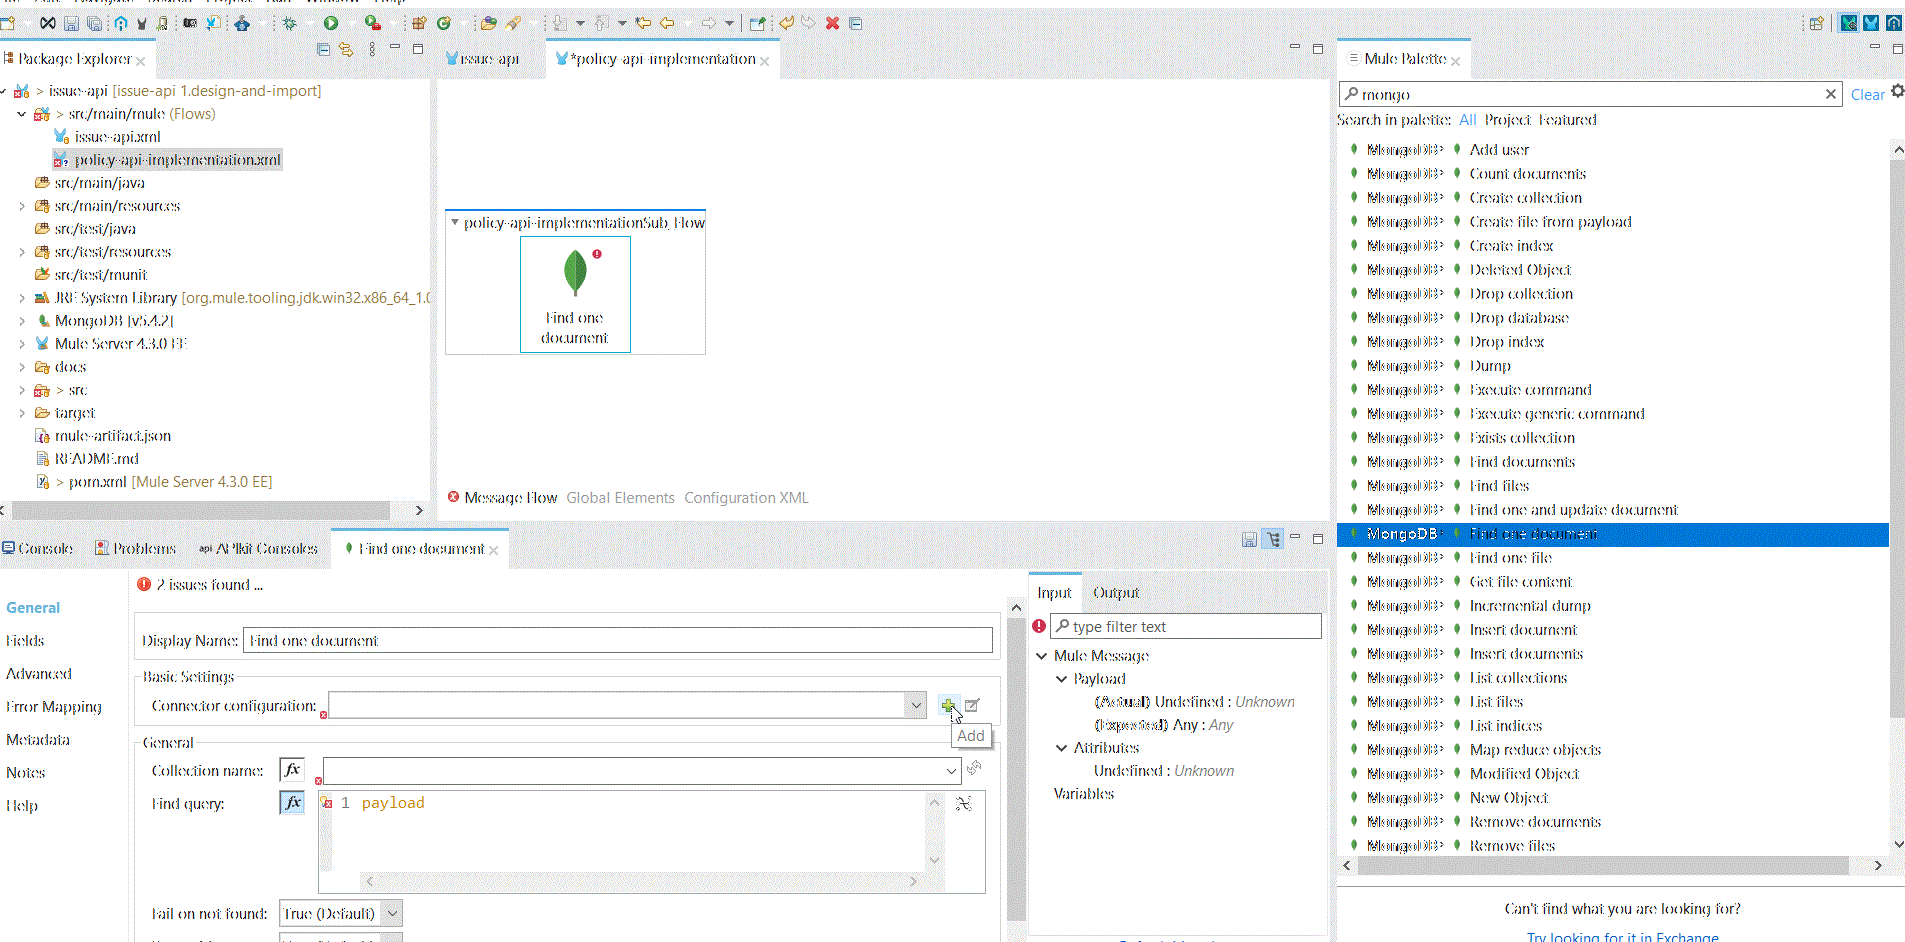 Package Explorer
> issue-api [issue-api 1.design-and-import]
> src/main/mule (Flows)
issue-api.xml
policy-api-implementation.xml
src/main/java
src/main/resources
src/test/java
src/test/resources
src/test/munit
JRE System Library [org.mule.tooling.jdk.win32.x86_64_1.
MongoDB [v5.4.2]
Mule Server 4.3.0 EE
docs
> src
target
mule-artifact.json
README.md
> pom.xml [Mule Server 4.3.0 EE]
issue-api
*policy-api-implementation
policy-api-implementationSub_Flow
Find one
document
Message Flow Global Elements Configuration XML
Mule Palette
mongo
Clear
Search in palette: All Project Featured
MongoDB Add user
MongoDB Count documents
MongoDB Create collection
MongoDB Create file from payload
MongoDB Create index
MongoDB Deleted Object
MongoDB Drop collection
MongoDB Drop database
MongoDB Drop index
MongoDB Dump
MongoDB Execute command
MongoDB Execute generic command
MongoDB Exists collection
MongoDB Find documents
MongoDB Find files
MongoDB Find one and update document
MongoDB Find one document
MongoDB Find one file
MongoDB Get file content
MongoDB Incremental dump
MongoDB Insert document
MongoDB Insert documents
MongoDB List collections
MongoDB List files
MongoDB List indices
MongoDB Map reduce objects
MongoDB Modified Object
MongoDB New Object
MongoDB Remove documents
MongoDB Remove files
Can't find what you are looking for?
Try looking for it in Exchange
Console Problems api APIkit Consoles Find one document
2 issues found ...
General
Fields
Advanced
Error Mapping
Metadata
Notes
Help
Display Name: Find one document
Basic Settings
Connector configuration:
Add
General
Collection name: fx
Find query: fx 1 payload
Fail on not found: True (Default)
Input Output
type filter text
Mule Message
Payload
(Actual) Undefined : Unknown
(Expected) Any : Any
Attributes
Undefined : Unknown
Variables